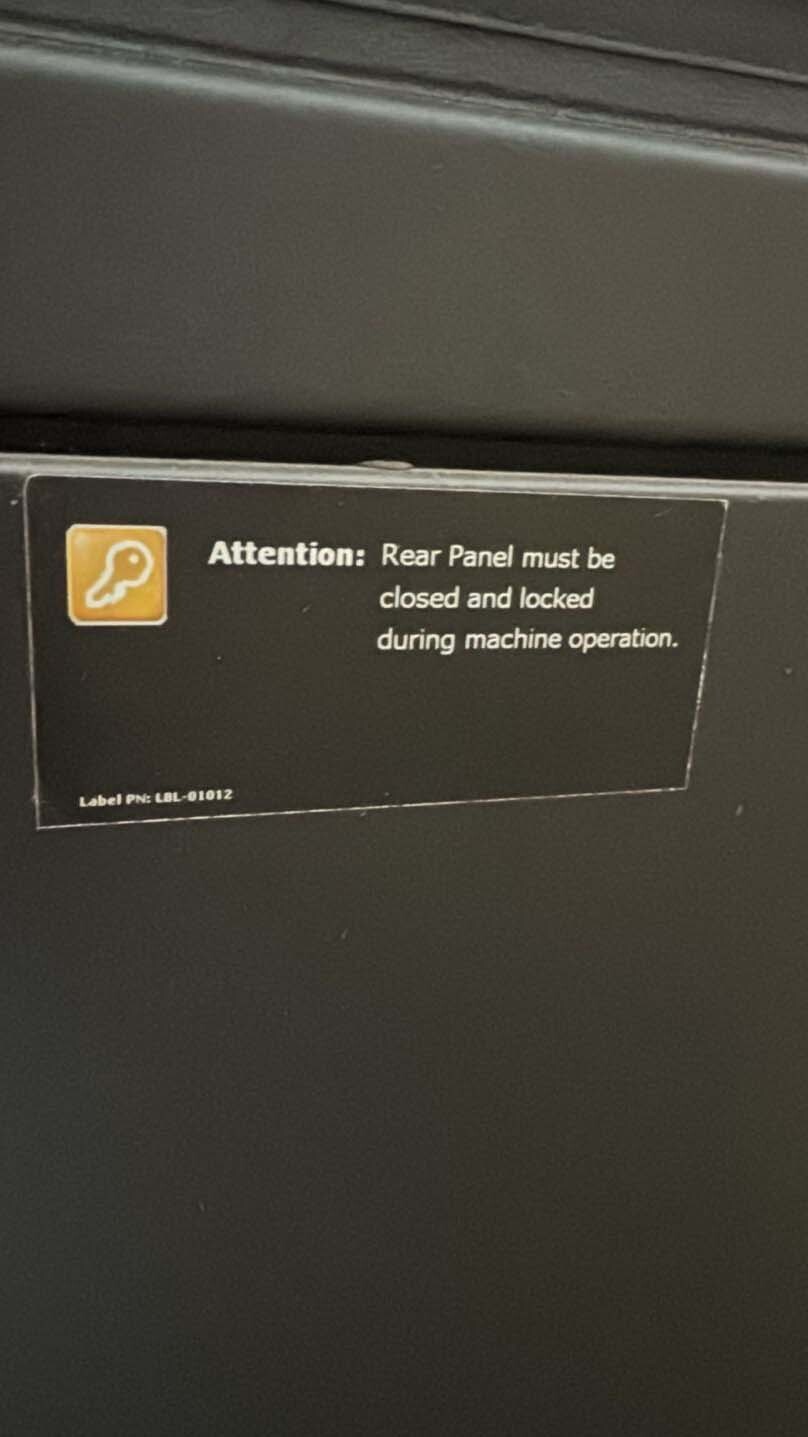 Attention: Rear Panel must be
closed and locked
during machine operation.
Label PN: LBL-01012